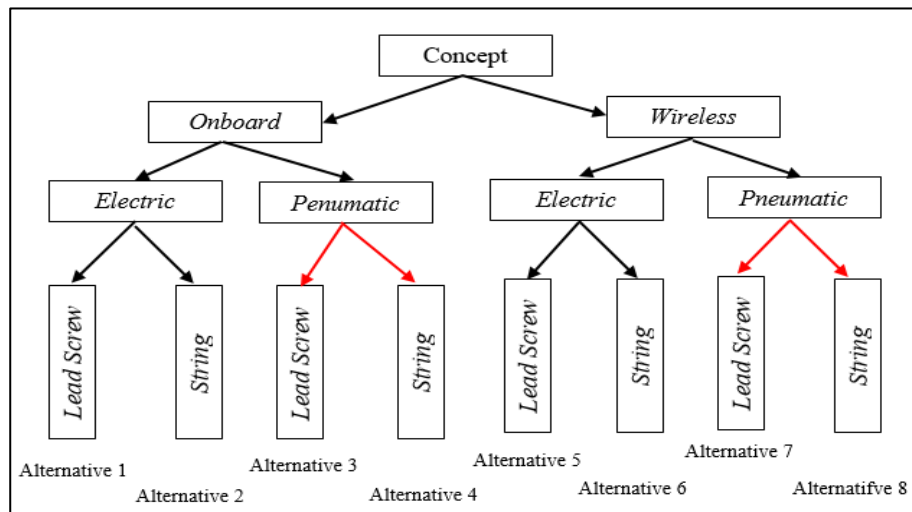 Concept
Onboard
Wireless
Electric
Penumatic
Electric
Pneumatic
Lead Screw
String
Lead Screw
String
Lead Screw
String
Lead Screw
String
Alternative 1
Alternative 2
Alternative 3
Alternative 4
Alternative 5
Alternative 6
Alternative 7
Alternatifve 8